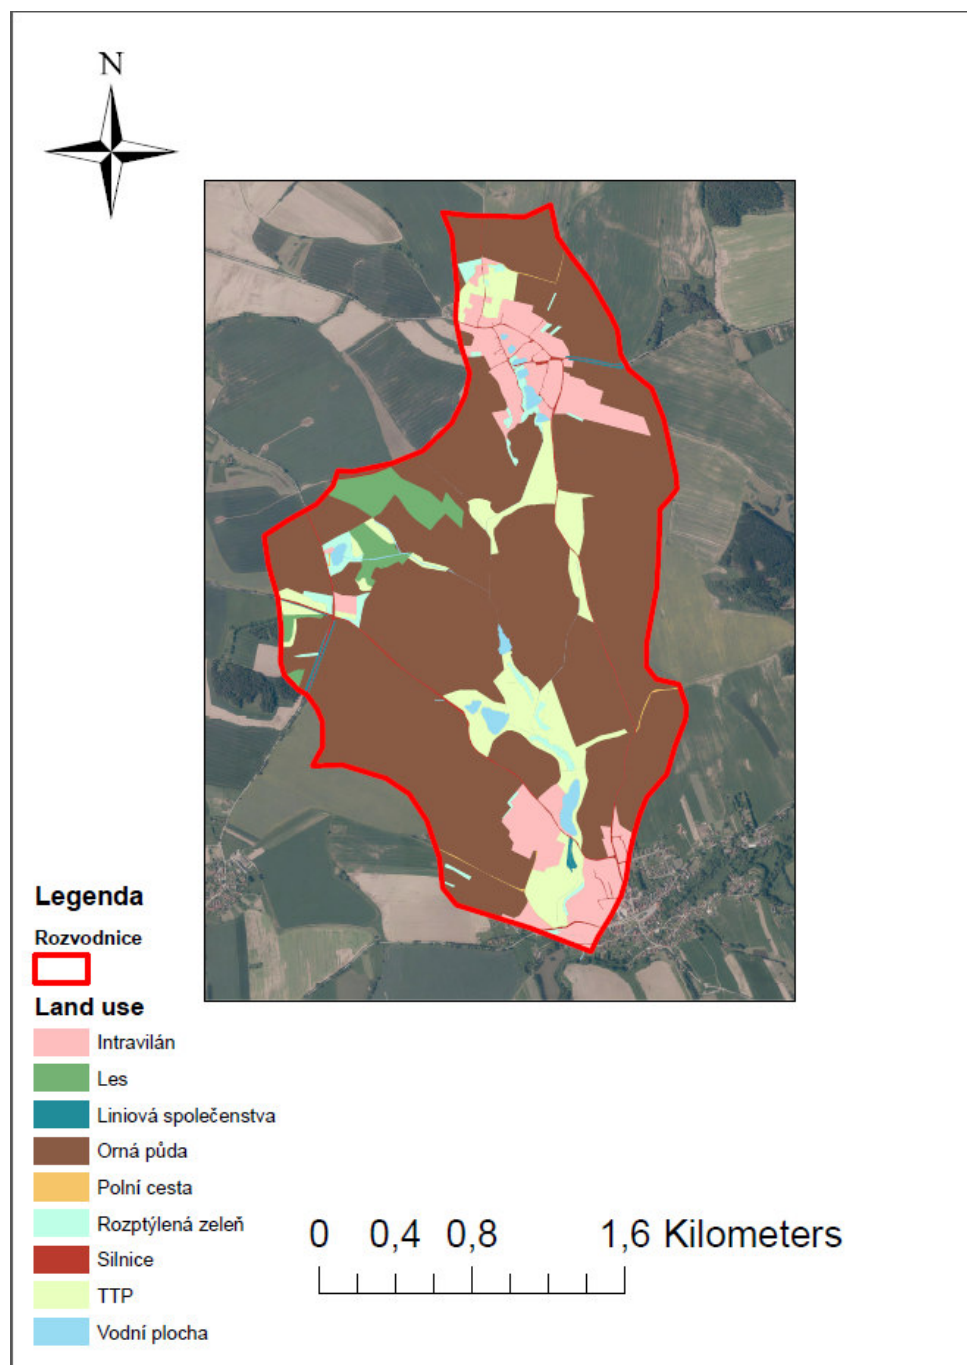 N
Legenda
Rozvodnice
Land use
Intravilán
Les
Liniová společenstva
Orná půda
Polní cesta
Rozptýlená zeleň
Silnice
TTP
Vodní plocha
0 0,4 0,8 1,6 Kilometers